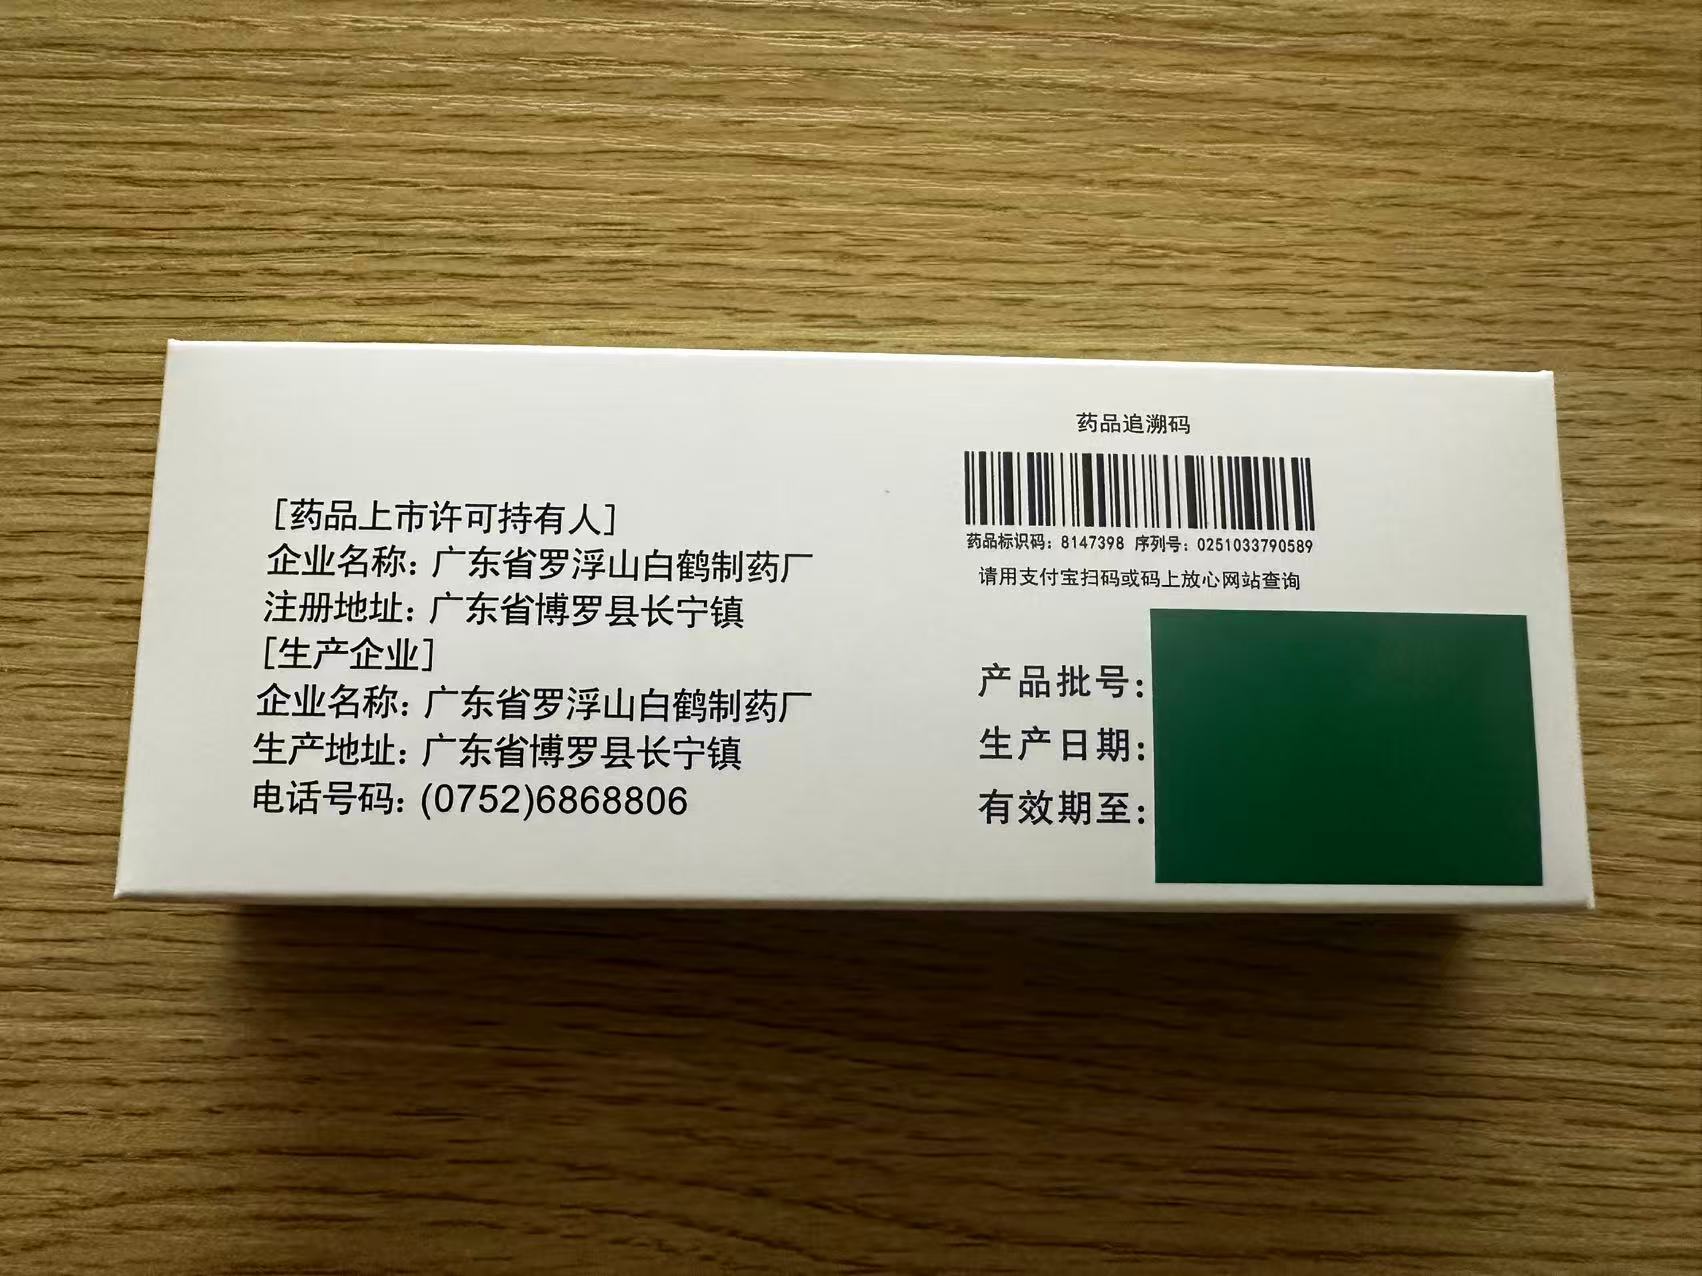 [药品上市许可持有人]
企业名称: 广东省罗浮山白鹤制药厂
注册地址: 广东省博罗县长宁镇
[生产企业]
企业名称: 广东省罗浮山白鹤制药厂
生产地址: 广东省博罗县长宁镇
电话号码: (0752)6868806
药品追溯码
药品标识码: 8147398 序列号: 0251033790589
请用支付宝扫码或码上放心网站查询
产品批号:
生产日期:
有效期至: